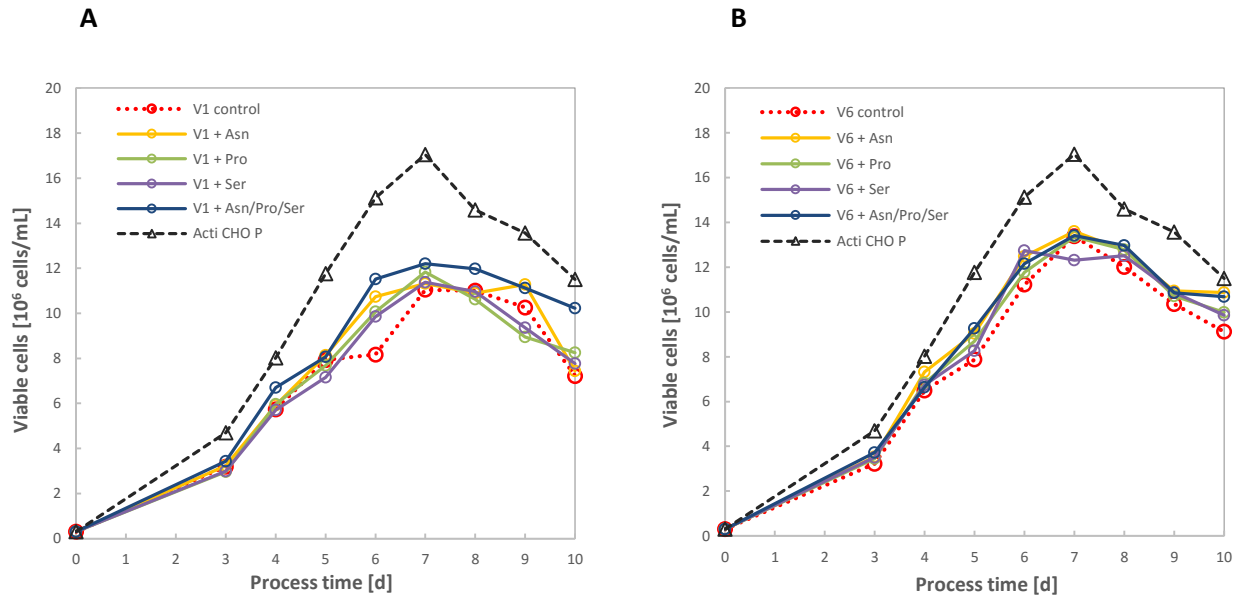 A
20
18
16
14
12
10
8
6
4
2
0
Viable cells [10⁶ cells/mL]
V1 control
V1 + Asn
V1 + Pro
V1 + Ser
V1 + Asn/Pro/Ser
Acti CHO P
0 1 2 3 4 5 6 7 8 9 10
Process time [d]
B
20
18
16
14
12
10
8
6
4
2
0
Viable cells [10⁶ cells/mL]
V6 control
V6 + Asn
V6 + Pro
V6 + Ser
V6 + Asn/Pro/Ser
Acti CHO P
0 1 2 3 4 5 6 7 8 9 10
Process time [d]